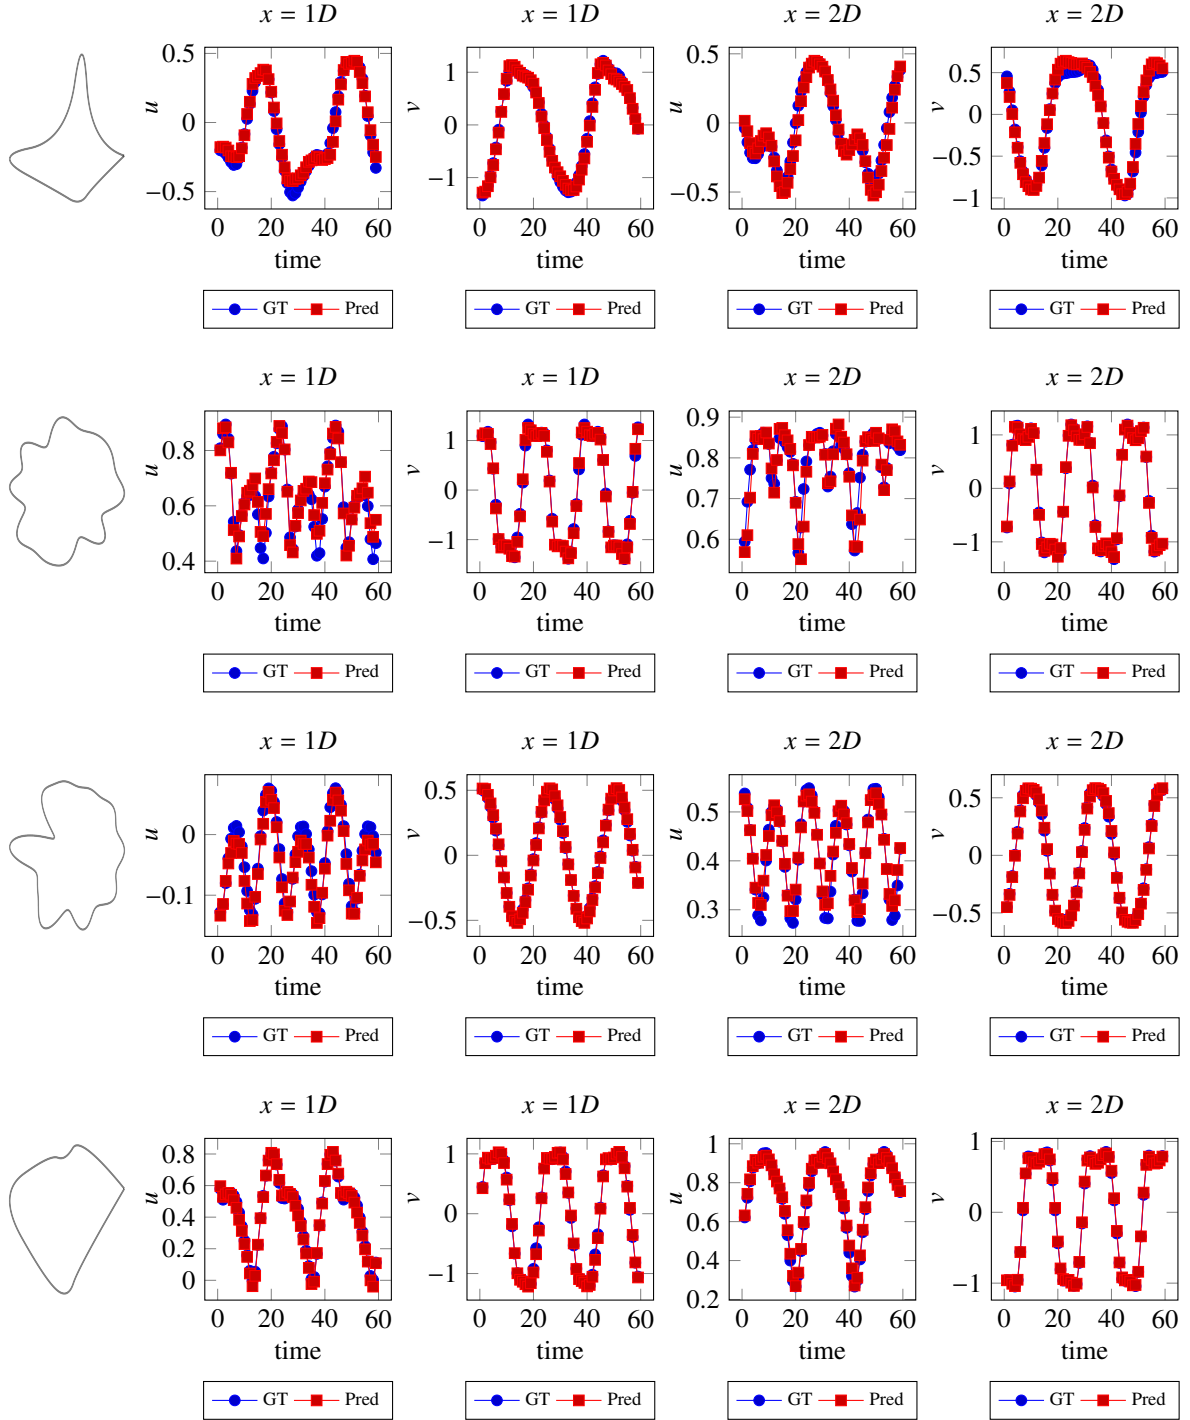 x = 1D x = 1D x = 2D x = 2D
0.5 0 −0.5 u 0 20 40 60 time
1 0 −1 v 0 20 40 60 time
0.5 0 −0.5 u 0 20 40 60 time
0.5 0 −0.5 −1 v 0 20 40 60 time
GT Pred GT Pred GT Pred GT Pred
x = 1D x = 1D x = 2D x = 2D
0.8 0.6 0.4 u 0 20 40 60 time
1 0 −1 v 0 20 40 60 time
0.9 0.8 0.7 0.6 u 0 20 40 60 time
1 0 −1 v 0 20 40 60 time
GT Pred GT Pred GT Pred GT Pred
x = 1D x = 1D x = 2D x = 2D
0 −0.1 u 0 20 40 60 time
0.5 0 −0.5 v 0 20 40 60 time
0.5 0.4 0.3 u 0 20 40 60 time
0.5 0 −0.5 v 0 20 40 60 time
GT Pred GT Pred GT Pred GT Pred
x = 1D x = 1D x = 2D x = 2D
0.8 0.6 0.4 0.2 0 u 0 20 40 60 time
1 0 −1 v 0 20 40 60 time
1 0.8 0.6 0.4 0.2 u 0 20 40 60 time
1 0 −1 v 0 20 40 60 time
GT Pred GT Pred GT Pred GT Pred